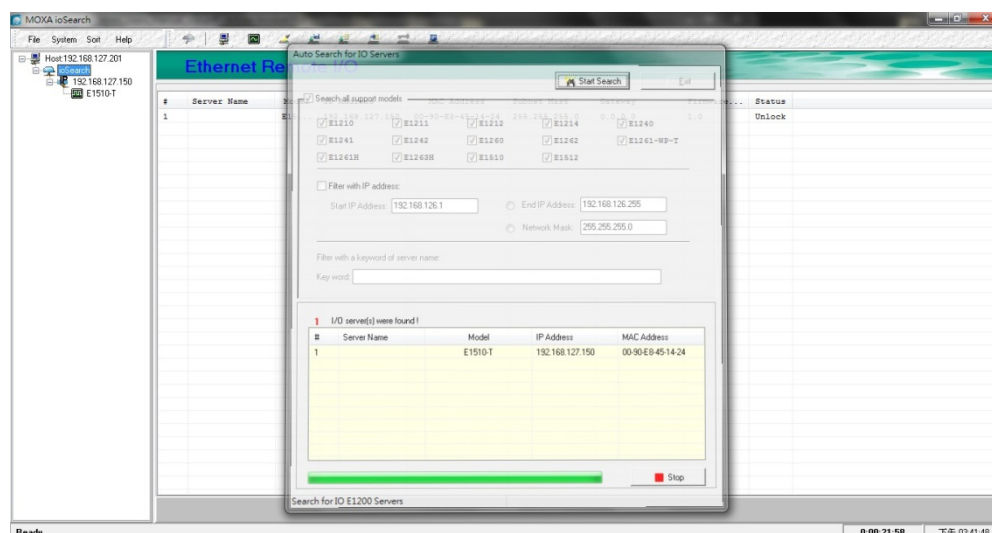 MOXA ioSearch
File System Sort Help
Host:192.168.127.201
ioSearch
192.168.127.150
E1510-T
Ethernet Remote I/O
# Server Name Status
1 Unlock
Auto Search for IO Servers
Start Search Exit
Search all support models
E1210 E1211 E1212 E1214 E1240
E1241 E1242 E1260 E1262 E1261-WP-T
E1261H E1263H E1510 E1512
Filter with IP address:
Start IP Address: 192.168.126.1 End IP Address: 192.168.126.255
Network Mask: 255.255.255.0
Filter with a keyword of server name:
Key word:
1 I/O server(s) were found !
# Server Name Model IP Address MAC Address
1 E1510-T 192.168.127.150 00-90-E8-45-14-24
Stop
Search for IO E1200 Servers
Ready 0:00:21:58 下午 03:41:48